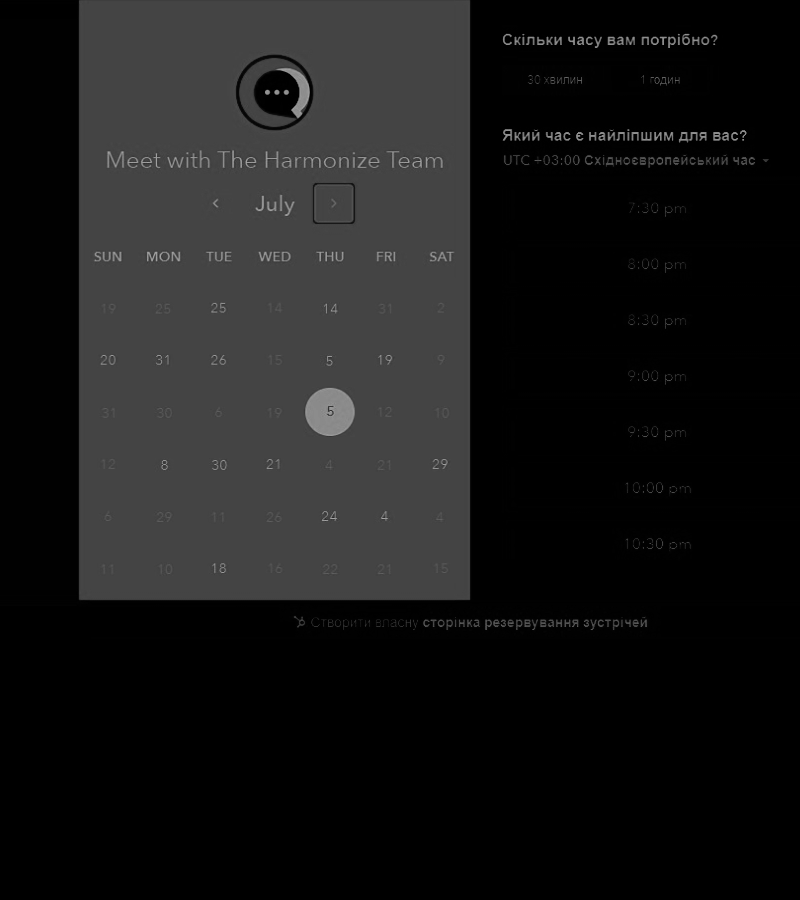 Meet with The Harmonize Team
July
SUN MON TUE WED THU FRI SAT
19 25 25 14 14 31 2
20 31 26 15 5 19 9
31 30 6 19 5 12 10
12 8 30 21 4 21 29
6 29 11 26 24 4 4
11 10 18 16 22 21 15
Скільки часу вам потрібно?
30 хвилин 1 годин
Який час є найліпшим для вас?
UTC +03:00 Східноєвропейський час
7:30 pm
8:00 pm
8:30 pm
9:00 pm
9:30 pm
10:00 pm
10:30 pm
Створити власну сторінка резервування зустрічей